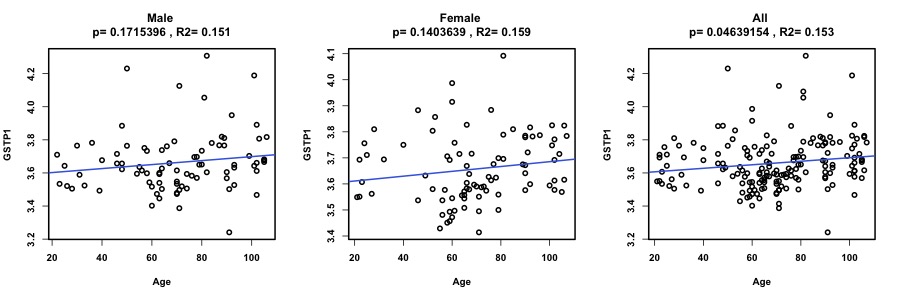 Male
p= 0.1715396 , R2= 0.151
GSTP1
4.2
4.0
3.8
3.6
3.4
3.2
20 40 60 80 100
Age
Female
p= 0.1403639 , R2= 0.159
GSTP1
4.1
4.0
3.9
3.8
3.7
3.6
3.5
3.4
20 40 60 80 100
Age
All
p= 0.04639154 , R2= 0.153
GSTP1
4.2
4.0
3.8
3.6
3.4
3.2
20 40 60 80 100
Age